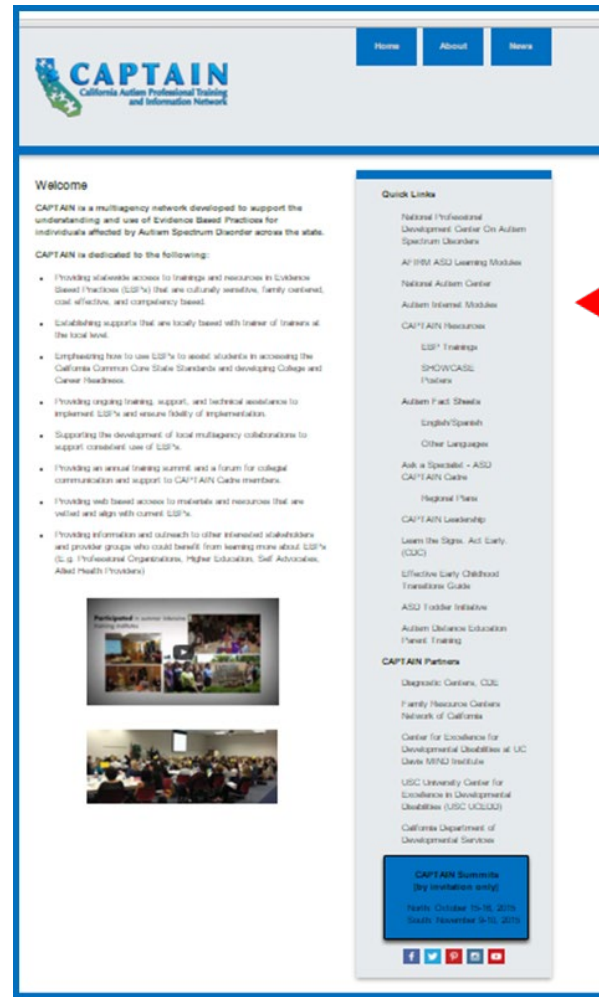 Home About News
CAPTAIN
California Autism Professional Training
and Information Network
Welcome
CAPTAIN is a multiagency network developed to support the
understanding and use of Evidence Based Practices for
individuals affected by Autism Spectrum Disorder across the state.
CAPTAIN is dedicated to the following:
Providing statewide access to trainings and resources in Evidence
Based Practices (EBP's) that are culturally sensitive, family centered,
cost effective, and competency based.
Establishing supports that are locally based with trainer of trainers at
the local level.
Emphasizing how to use EBP's to assist students in accessing the
California Common Core State Standards and developing College and
Career Readiness.
Providing ongoing training, support, and technical assistance to
implement EBP's and ensure fidelity of implementation.
Supporting the development of local multiagency collaborations to
support consistent use of EBP's.
Providing an annual training summit and a forum for collegial
communication and support to CAPTAIN Cadre members.
Providing web based access to materials and resources that are
vetted and align with current EBP's.
Providing information and outreach to other interested stakeholders
and provider groups who could benefit from learning more about EBP's
(E.g. Professional Organizations, Higher Education, Self Advocates,
Allied Health Providers)
Participated in summer intensive
training institutes
Quick Links
National Professional
Development Center On Autism
Spectrum Disorders
AFIRM ASD Learning Modules
National Autism Center
Autism Internet Modules
CAPTAIN Resources
EBP Trainings
SHOWCASE
Posters
Autism Fact Sheets
English/Spanish
Other Languages
Ask a Specialist - ASD
CAPTAIN Cadre
Regional Plans
CAPTAIN Leadership
Learn the Signs. Act Early.
(CDC)
Effective Early Childhood
Transitions Guide
ASD Toddler Initiative
Autism Distance Education
Parent Training
CAPTAIN Partners
Diagnostic Centers, CDE
Family Resource Centers
Network of California
Center for Excellence for
Developmental Disabilities at UC
Davis MIND Institute
USC University Center for
Excellence in Developmental
Disabilities (USC UCEDD)
California Department of
Developmental Services
CAPTAIN Summits
(by invitation only)
North: October 15-16, 2015
South: November 9-10, 2015